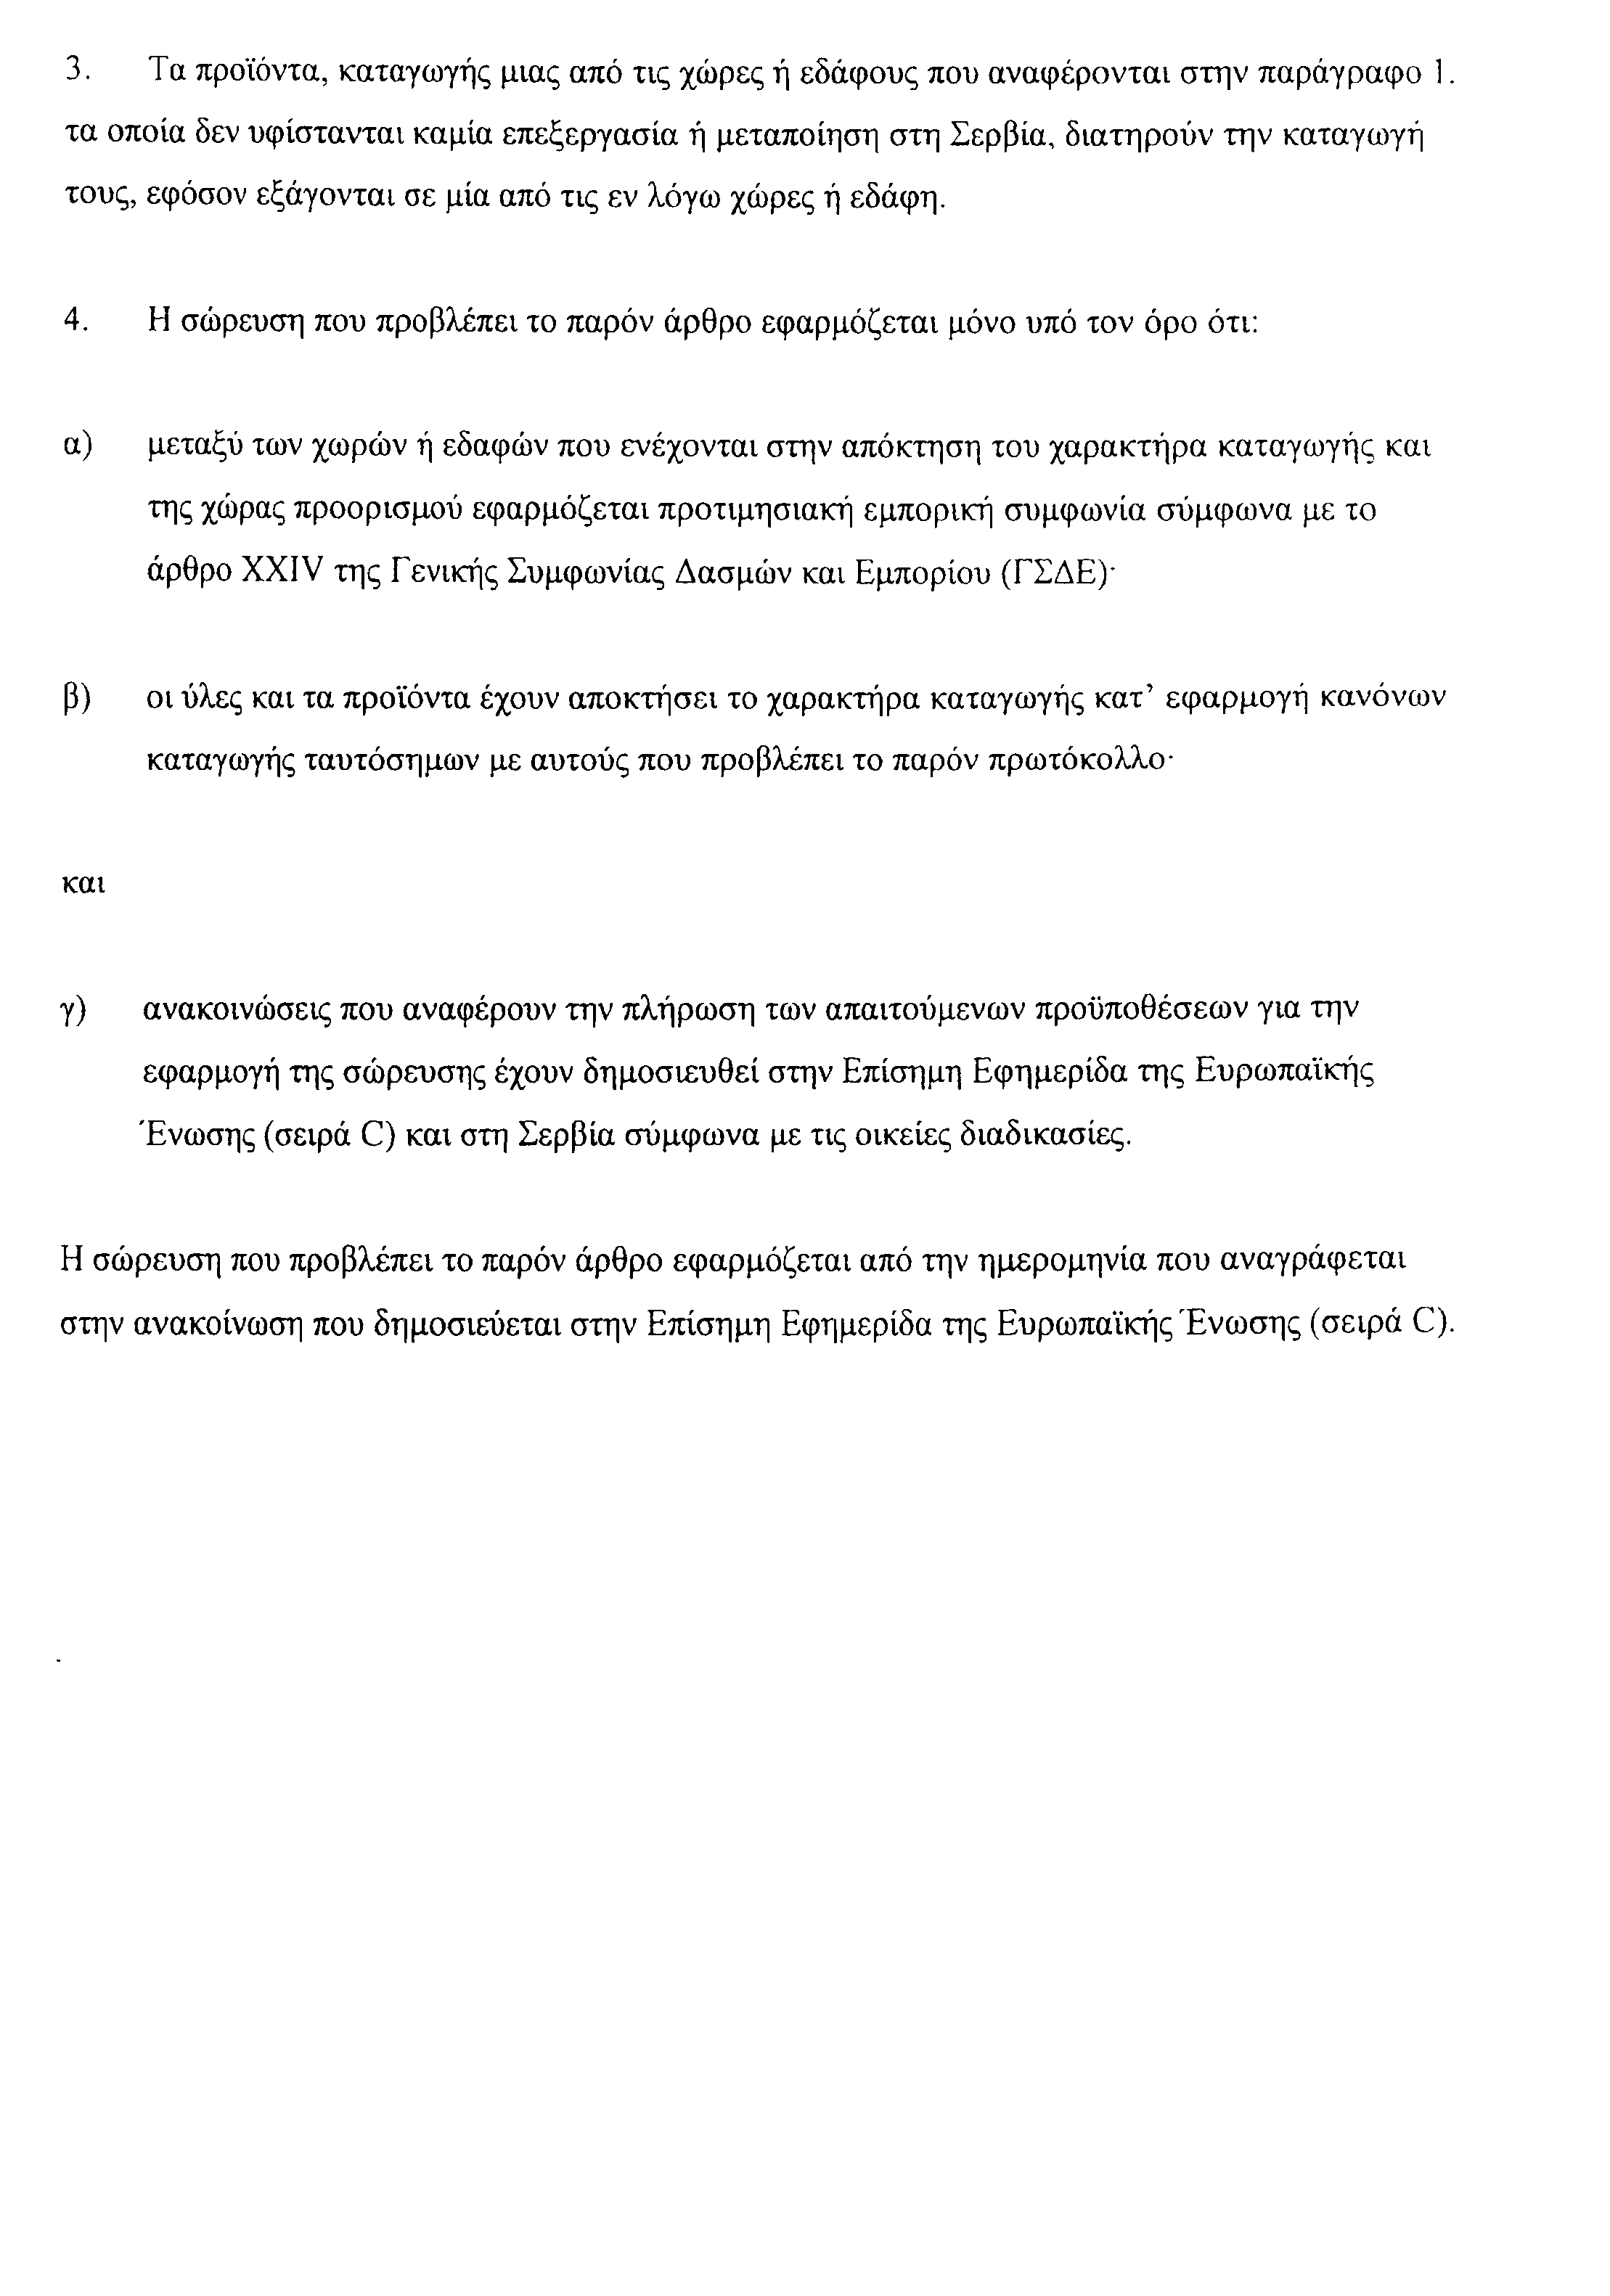 3. Τα προϊόντα, καταγωγής μιας από τις χώρες ή εδάφους που αναφέρονται στην παράγραφο 1.
τα οποία δεν υφίστανται καμία επεξεργασία ή μεταποίηση στη Σερβία, διατηρούν την καταγωγή
τους, εφόσον εξάγονται σε μία από τις εν λόγω χώρες ή εδάφη.
4. Η σώρευση που προβλέπει το παρόν άρθρο εφαρμόζεται μόνο υπό τον όρο ότι:
α) μεταξύ των χωρών ή εδαφών που ενέχονται στην απόκτηση του χαρακτήρα καταγωγής και
της χώρας προορισμού εφαρμόζεται προτιμησιακή εμπορική συμφωνία σύμφωνα με το
άρθρο XXIV της Γενικής Συμφωνίας Δασμών και Εμπορίου (ΓΣΔΕ)·
β) οι ύλες και τα προϊόντα έχουν αποκτήσει το χαρακτήρα καταγωγής κατ’ εφαρμογή κανόνων
καταγωγής ταυτόσημων με αυτούς που προβλέπει το παρόν πρωτόκολλο·
και
γ) ανακοινώσεις που αναφέρουν την πλήρωση των απαιτούμενων προϋποθέσεων για την
εφαρμογή της σώρευσης έχουν δημοσιευθεί στην Επίσημη Εφημερίδα της Ευρωπαϊκής
Ένωσης (σειρά C) και στη Σερβία σύμφωνα με τις οικείες διαδικασίες.
Η σώρευση που προβλέπει το παρόν άρθρο εφαρμόζεται από την ημερομηνία που αναγράφεται
στην ανακοίνωση που δημοσιεύεται στην Επίσημη Εφημερίδα της Ευρωπαϊκής Ένωσης (σειρά C).